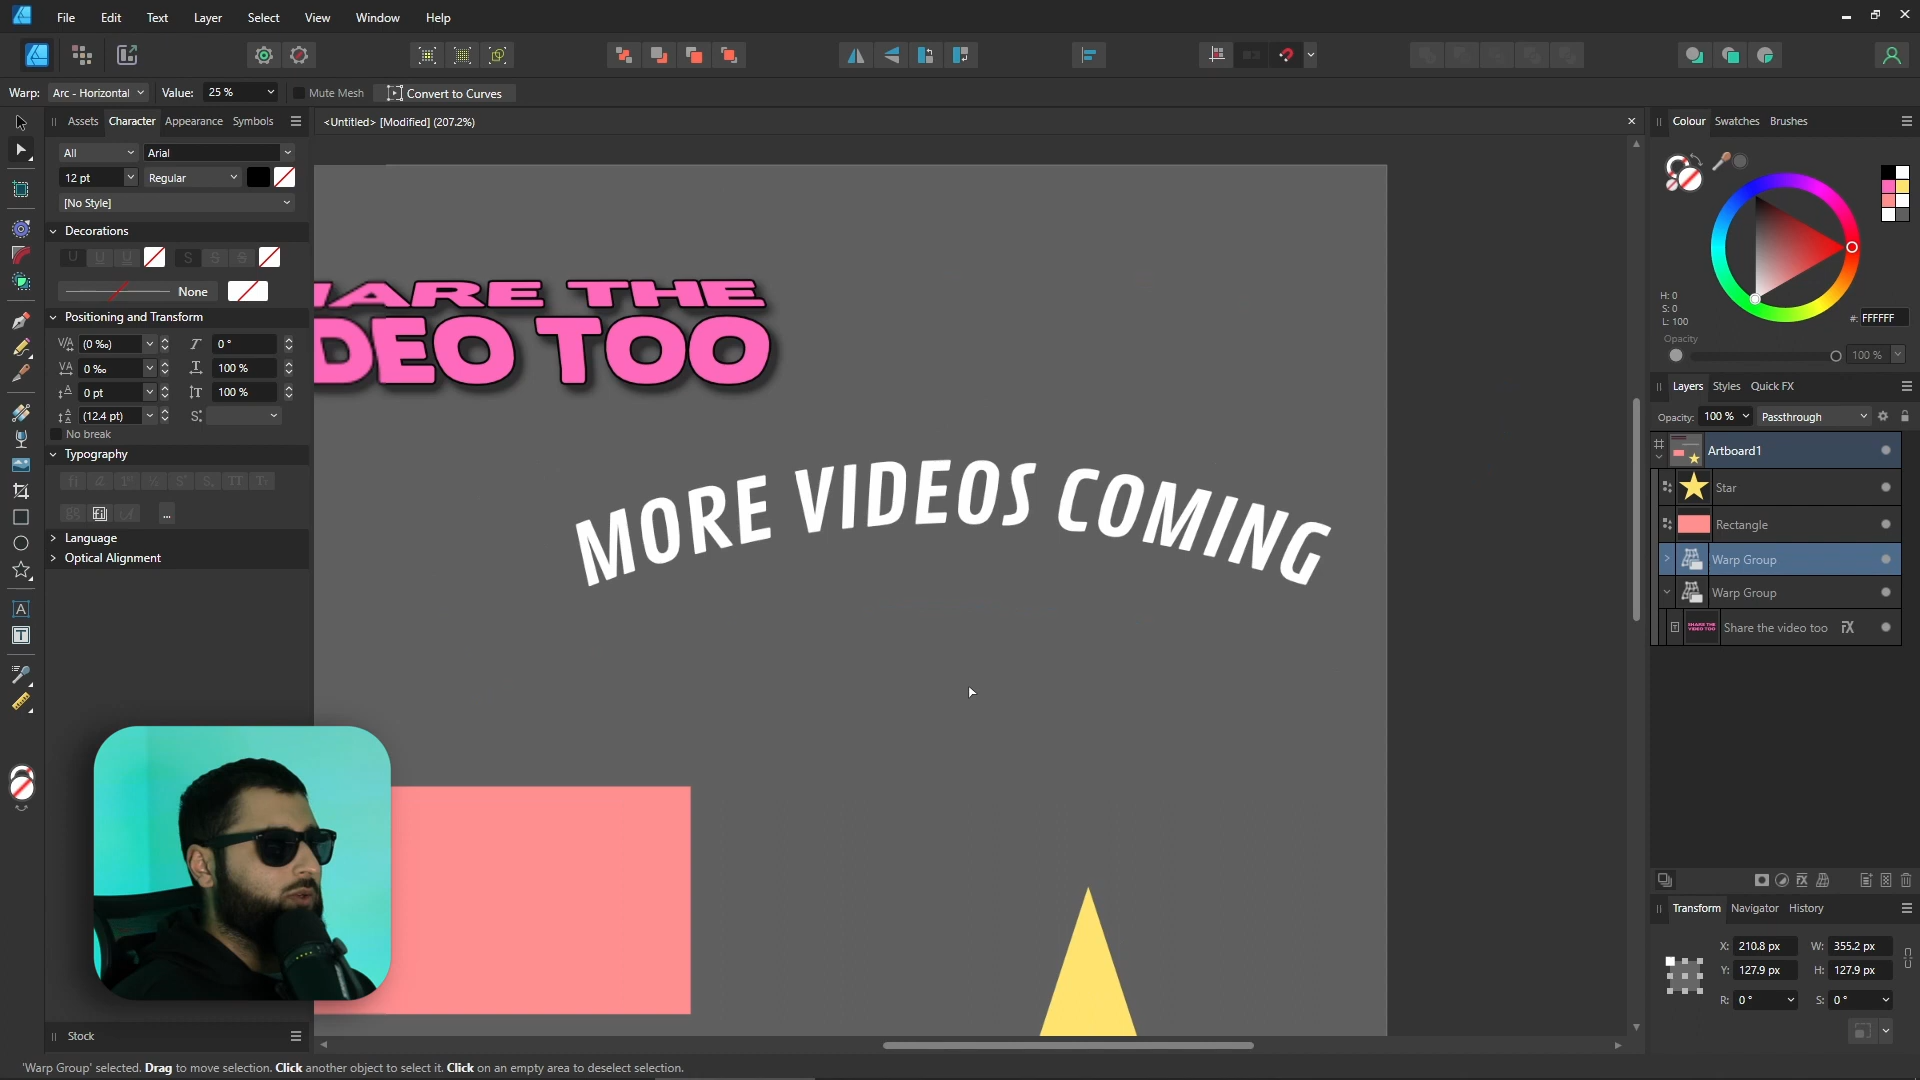 File Edit Text Layer Select View Window Help
Warp: Arc - Horizontal Value: 25 % Mute Mesh Convert to Curves
Assets Character Appearance Symbols
<Untitled> [Modified] (207.2%)
All Arial
12 pt Regular
[No Style]
Decorations
None
Positioning and Transform
(0 ‰) 0 °
0 ‰ 100 %
0 pt 100 %
(12.4 pt)
No break
Typography
Language
Optical Alignment
Stock
HARE THE
DEO TOO
MORE VIDEOS COMING
Colour Swatches Brushes
H: 0
S: 0
L: 100
#: FFFFFF
Opacity
100 %
Layers Styles Quick FX
Opacity: 100 % Passthrough
Artboard1
Star
Rectangle
Warp Group
Warp Group
Share the video too
Transform Navigator History
X: 210.8 px W: 355.2 px
Y: 127.9 px H: 127.9 px
R: 0 ° S: 0 °
'Warp Group' selected. Drag to move selection. Click another object to select it. Click on an empty area to deselect selection.